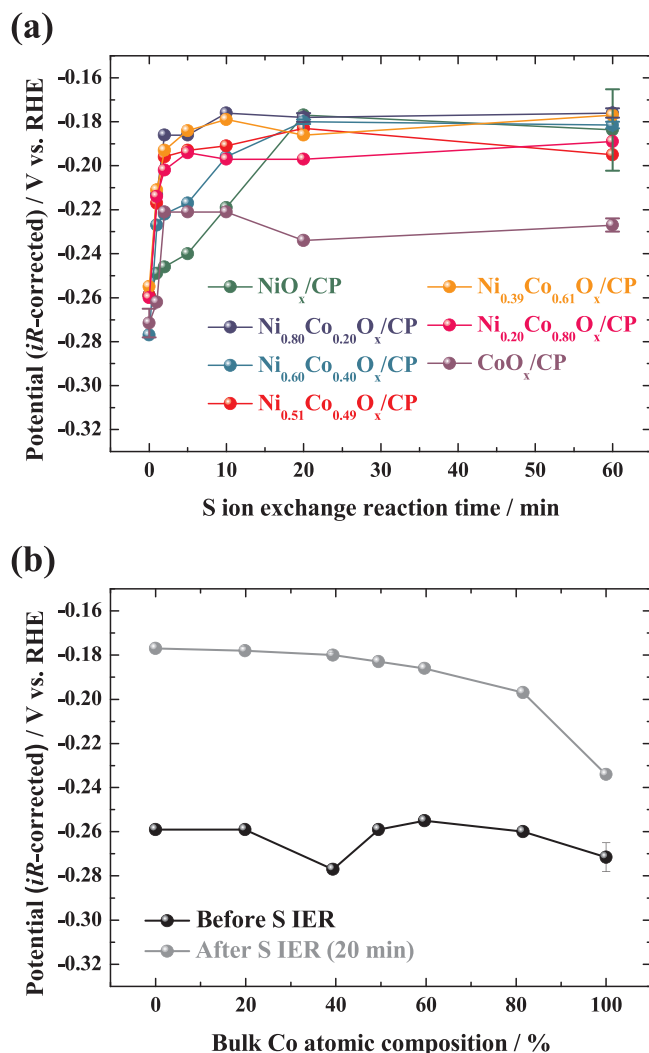 (a)
-0.16
-0.18
-0.20
-0.22
-0.24
-0.26
-0.28
-0.30
-0.32
Potential (iR-corrected) / V vs. RHE
NiOx/CP
Ni0.80Co0.20Ox/CP
Ni0.60Co0.40Ox/CP
Ni0.51Co0.49Ox/CP
Ni0.39Co0.61Ox/CP
Ni0.20Co0.80Ox/CP
CoOx/CP
0 10 20 30 40 50 60
S ion exchange reaction time / min
(b)
-0.16
-0.18
-0.20
-0.22
-0.24
-0.26
-0.28
-0.30
-0.32
Potential (iR-corrected) / V vs. RHE
Before S IER
After S IER (20 min)
0 20 40 60 80 100
Bulk Co atomic composition / %